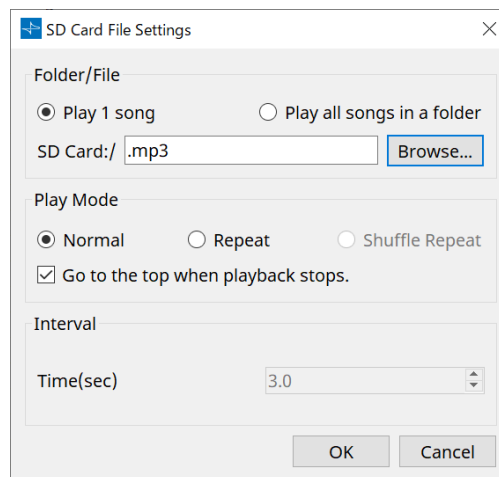 SD Card File Settings
Folder/File
Play 1 song Play all songs in a folder
SD Card:/ .mp3 Browse...
Play Mode
Normal Repeat Shuffle Repeat
Go to the top when playback stops.
Interval
Time(sec) 3.0
OK Cancel